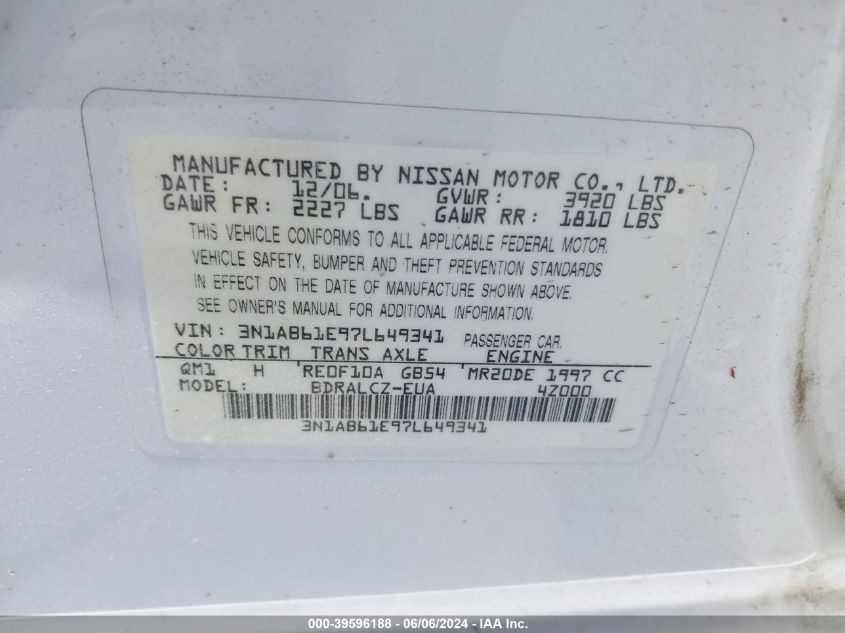 MANUFACTURED BY NISSAN MOTOR CO., LTD.
DATE: 12/06. GVWR: 3920 LBS
GAWR FR: 2227 LBS GAWR RR: 1810 LBS
THIS VEHICLE CONFORMS TO ALL APPLICABLE FEDERAL MOTOR
VEHICLE SAFETY, BUMPER AND THEFT PREVENTION STANDARDS
IN EFFECT ON THE DATE OF MANUFACTURE SHOWN ABOVE.
SEE OWNER'S MANUAL FOR ADDITIONAL INFORMATION.
VIN: 3N1AB61E97L649341 PASSENGER CAR
COLOR TRIM TRANS AXLE ENGINE
QM1 H RE0F10A GB54 MR20DE 1997 CC
MODEL: BDRALCZ-EUA 4Z000
3N1AB61E97L649341
000-39596188 - 06/06/2024 - IAA Inc.